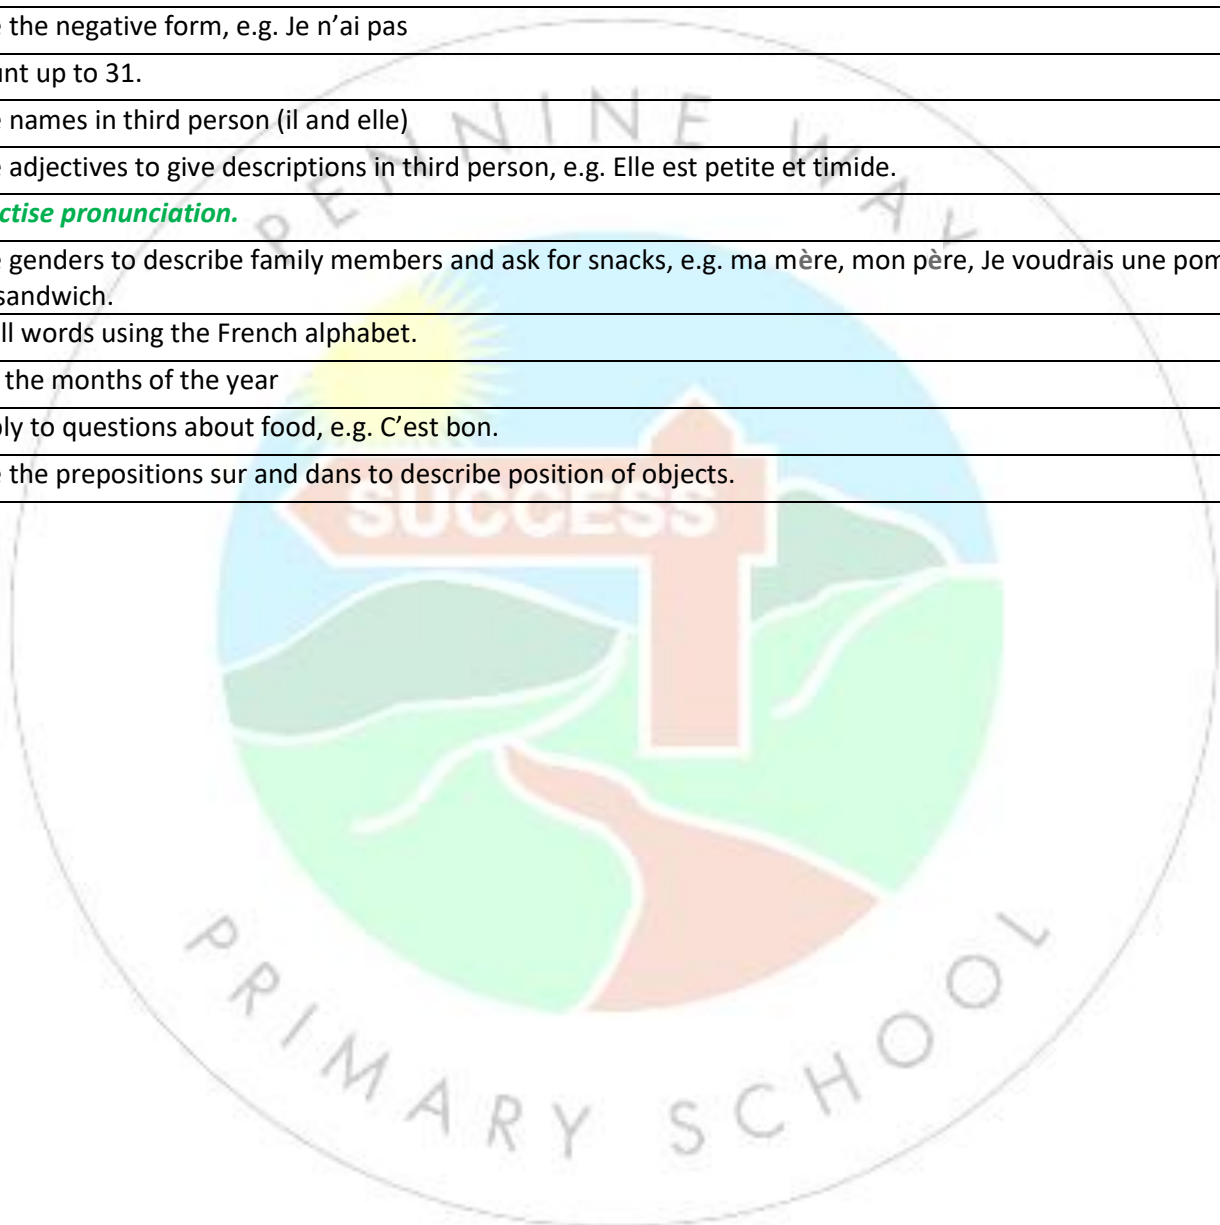 e the negative form, e.g. Je n'ai pas
unt up to 31.
e names in third person (il and elle)
e adjectives to give descriptions in third person, e.g. Elle est petite et timide.
ctise pronunciation.
e genders to describe family members and ask for snacks, e.g. ma mère, mon père, Je voudrais une pom
sandwich.
ll words using the French alphabet.
the months of the year
ly to questions about food, e.g. C'est bon.
e the prepositions sur and dans to describe position of objects.
PENNINE WAY
SUCCESS
PRIMARY SCHOOL